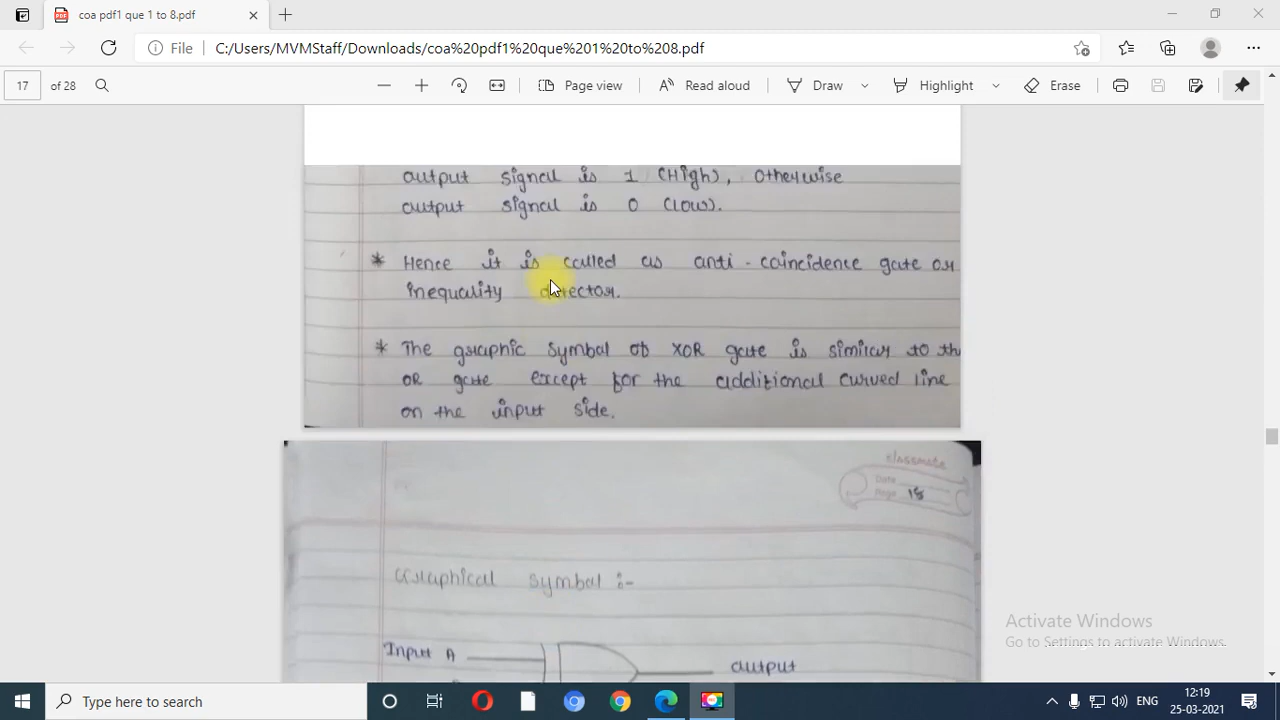 coa pdf1 que 1 to 8.pdf
File C:/Users/MVMStaff/Downloads/coa%20pdf1%20que%201%20to%208.pdf
17 of 28 Page view Read aloud Draw Highlight Erase
output signal is 1 (High), Otherwise
output signal is 0 (Low).
* Hence it is called as anti - coincidence gate or
inequality detector.
* The graphic symbol of XOR gate is similar to the
OR gate except for the additional curved line
on the input side.
classmate
Date
Page 18
Graphical symbol :-
Input A
output
Activate Windows
Go to Settings to activate Windows.
Type here to search
ENG
12:19
25-03-2021